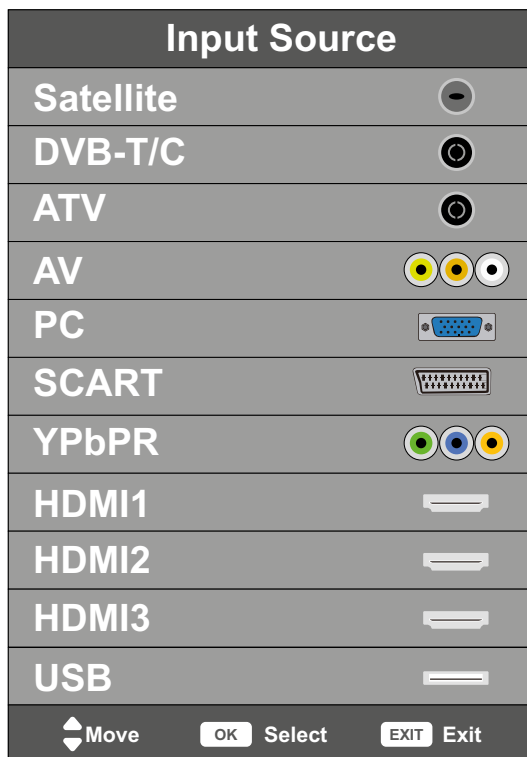 Input Source
Satellite
DVB-T/C
ATV
AV
PC
SCART
YPbPR
HDMI1
HDMI2
HDMI3
USB
Move OK Select EXIT Exit